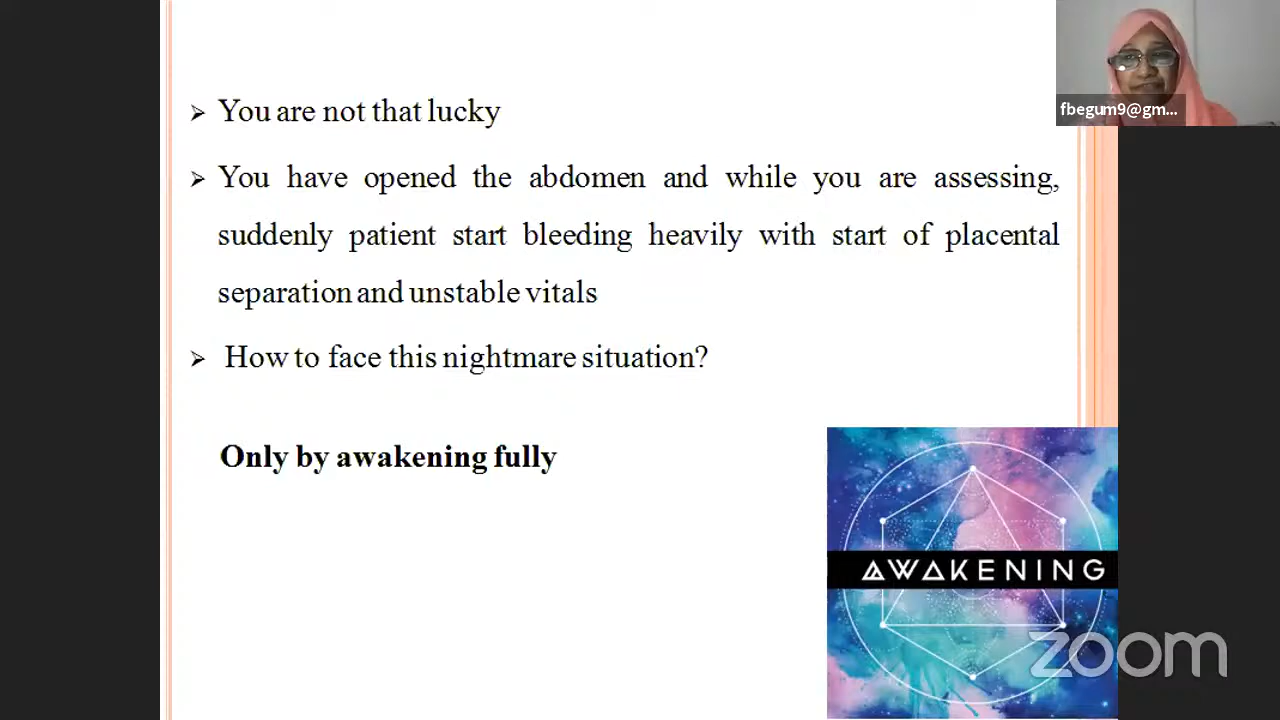 fbegum9@gm...
➢ You are not that lucky
➢ You have opened the abdomen and while you are assessing,
suddenly patient start bleeding heavily with start of placental
separation and unstable vitals
➢ How to face this nightmare situation?
Only by awakening fully
AWAKENING
zoom